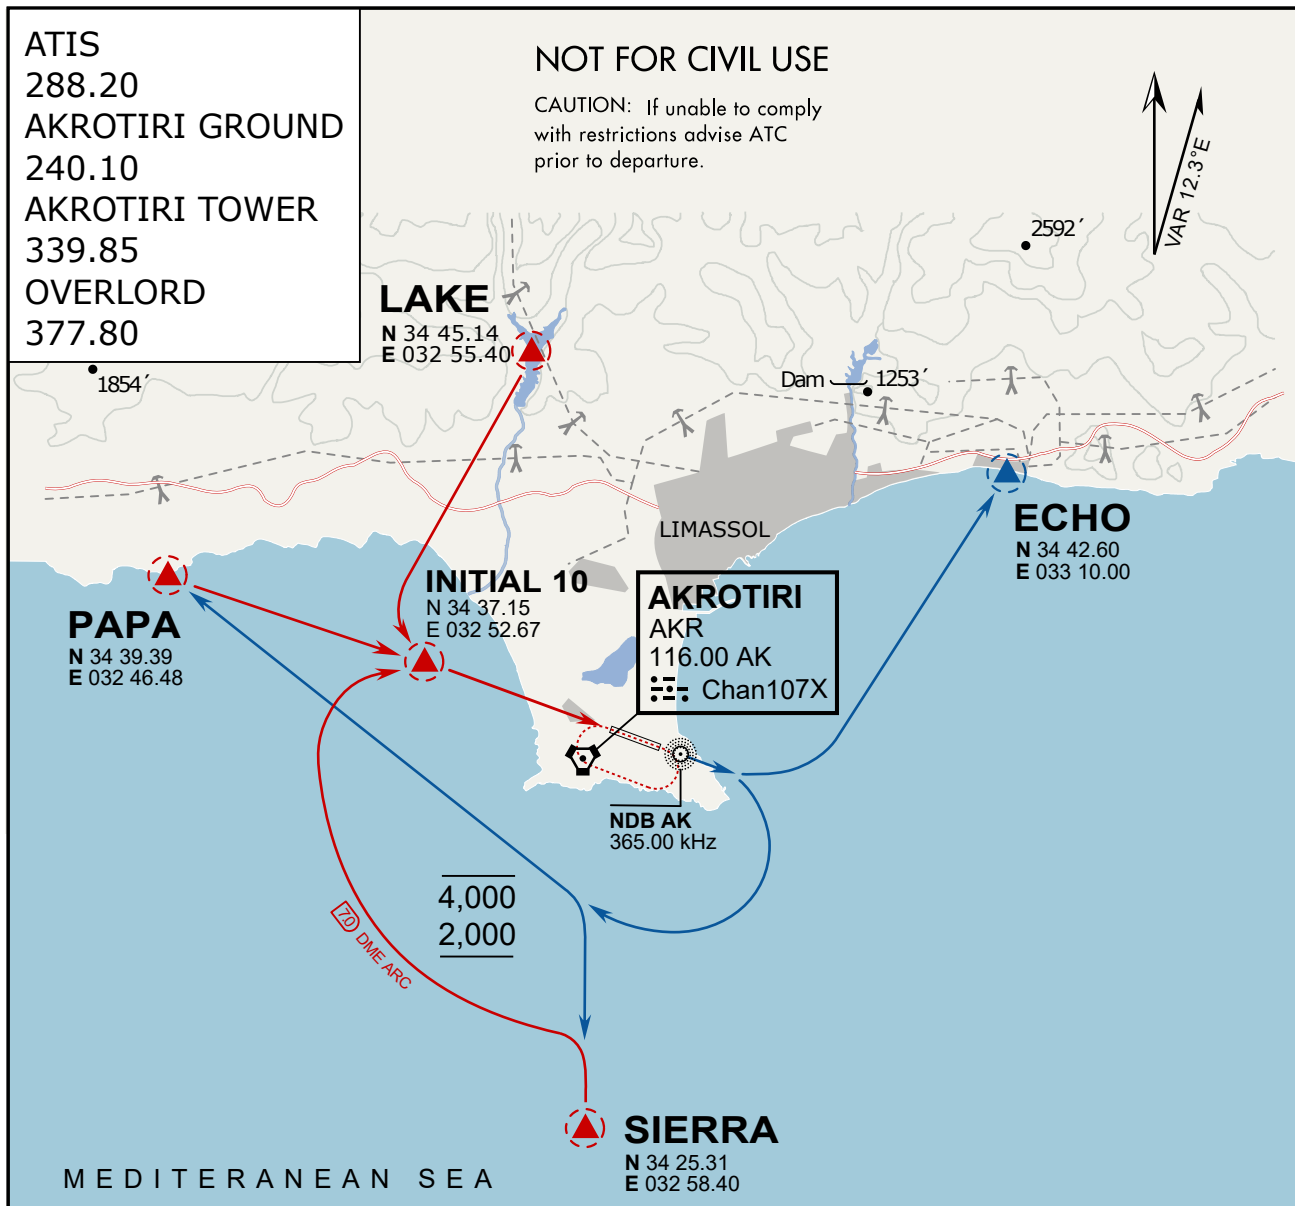 ATIS
288.20
AKROTIRI GROUND
240.10
AKROTIRI TOWER
339.85
OVERLORD
377.80
NOT FOR CIVIL USE
CAUTION: If unable to comply
with restrictions advise ATC
prior to departure.
VAR 12.3°E
2592´
LAKE
N 34 45.14
E 032 55.40
1854´
Dam
1253´
ECHO
N 34 42.60
E 033 10.00
LIMASSOL
INITIAL 10
N 34 37.15
E 032 52.67
PAPA
N 34 39.39
E 032 46.48
AKROTIRI
AKR
116.00 AK
Chan107X
NDB AK
365.00 kHz
4,000
2,000
7.0 DME ARC
SIERRA
N 34 25.31
E 032 58.40
MEDITERANEAN SEA